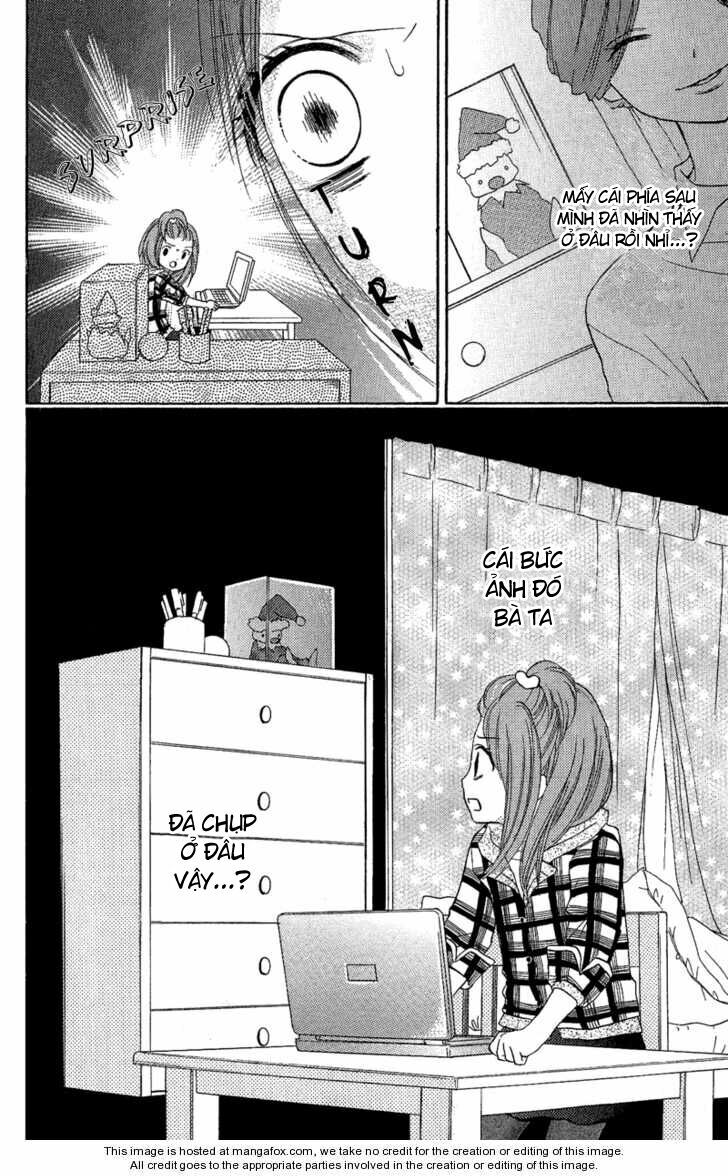 SURPRISE
TURN
MẤY CÁI PHÍA SAU
MÌNH ĐÀ NHÌN THẤY
Ở ĐÂU RỒI NHỈ...?
CÁI BỨC
ẢNH ĐÓ
BÀ TA
ĐÃ CHỤP
Ở ĐÂU
VẬY...?
This image is hosted at mangafox.com, we take no credit for the creation or editing of this image.
All credit goes to the appropriate parties involved in the creation or editing of this image.